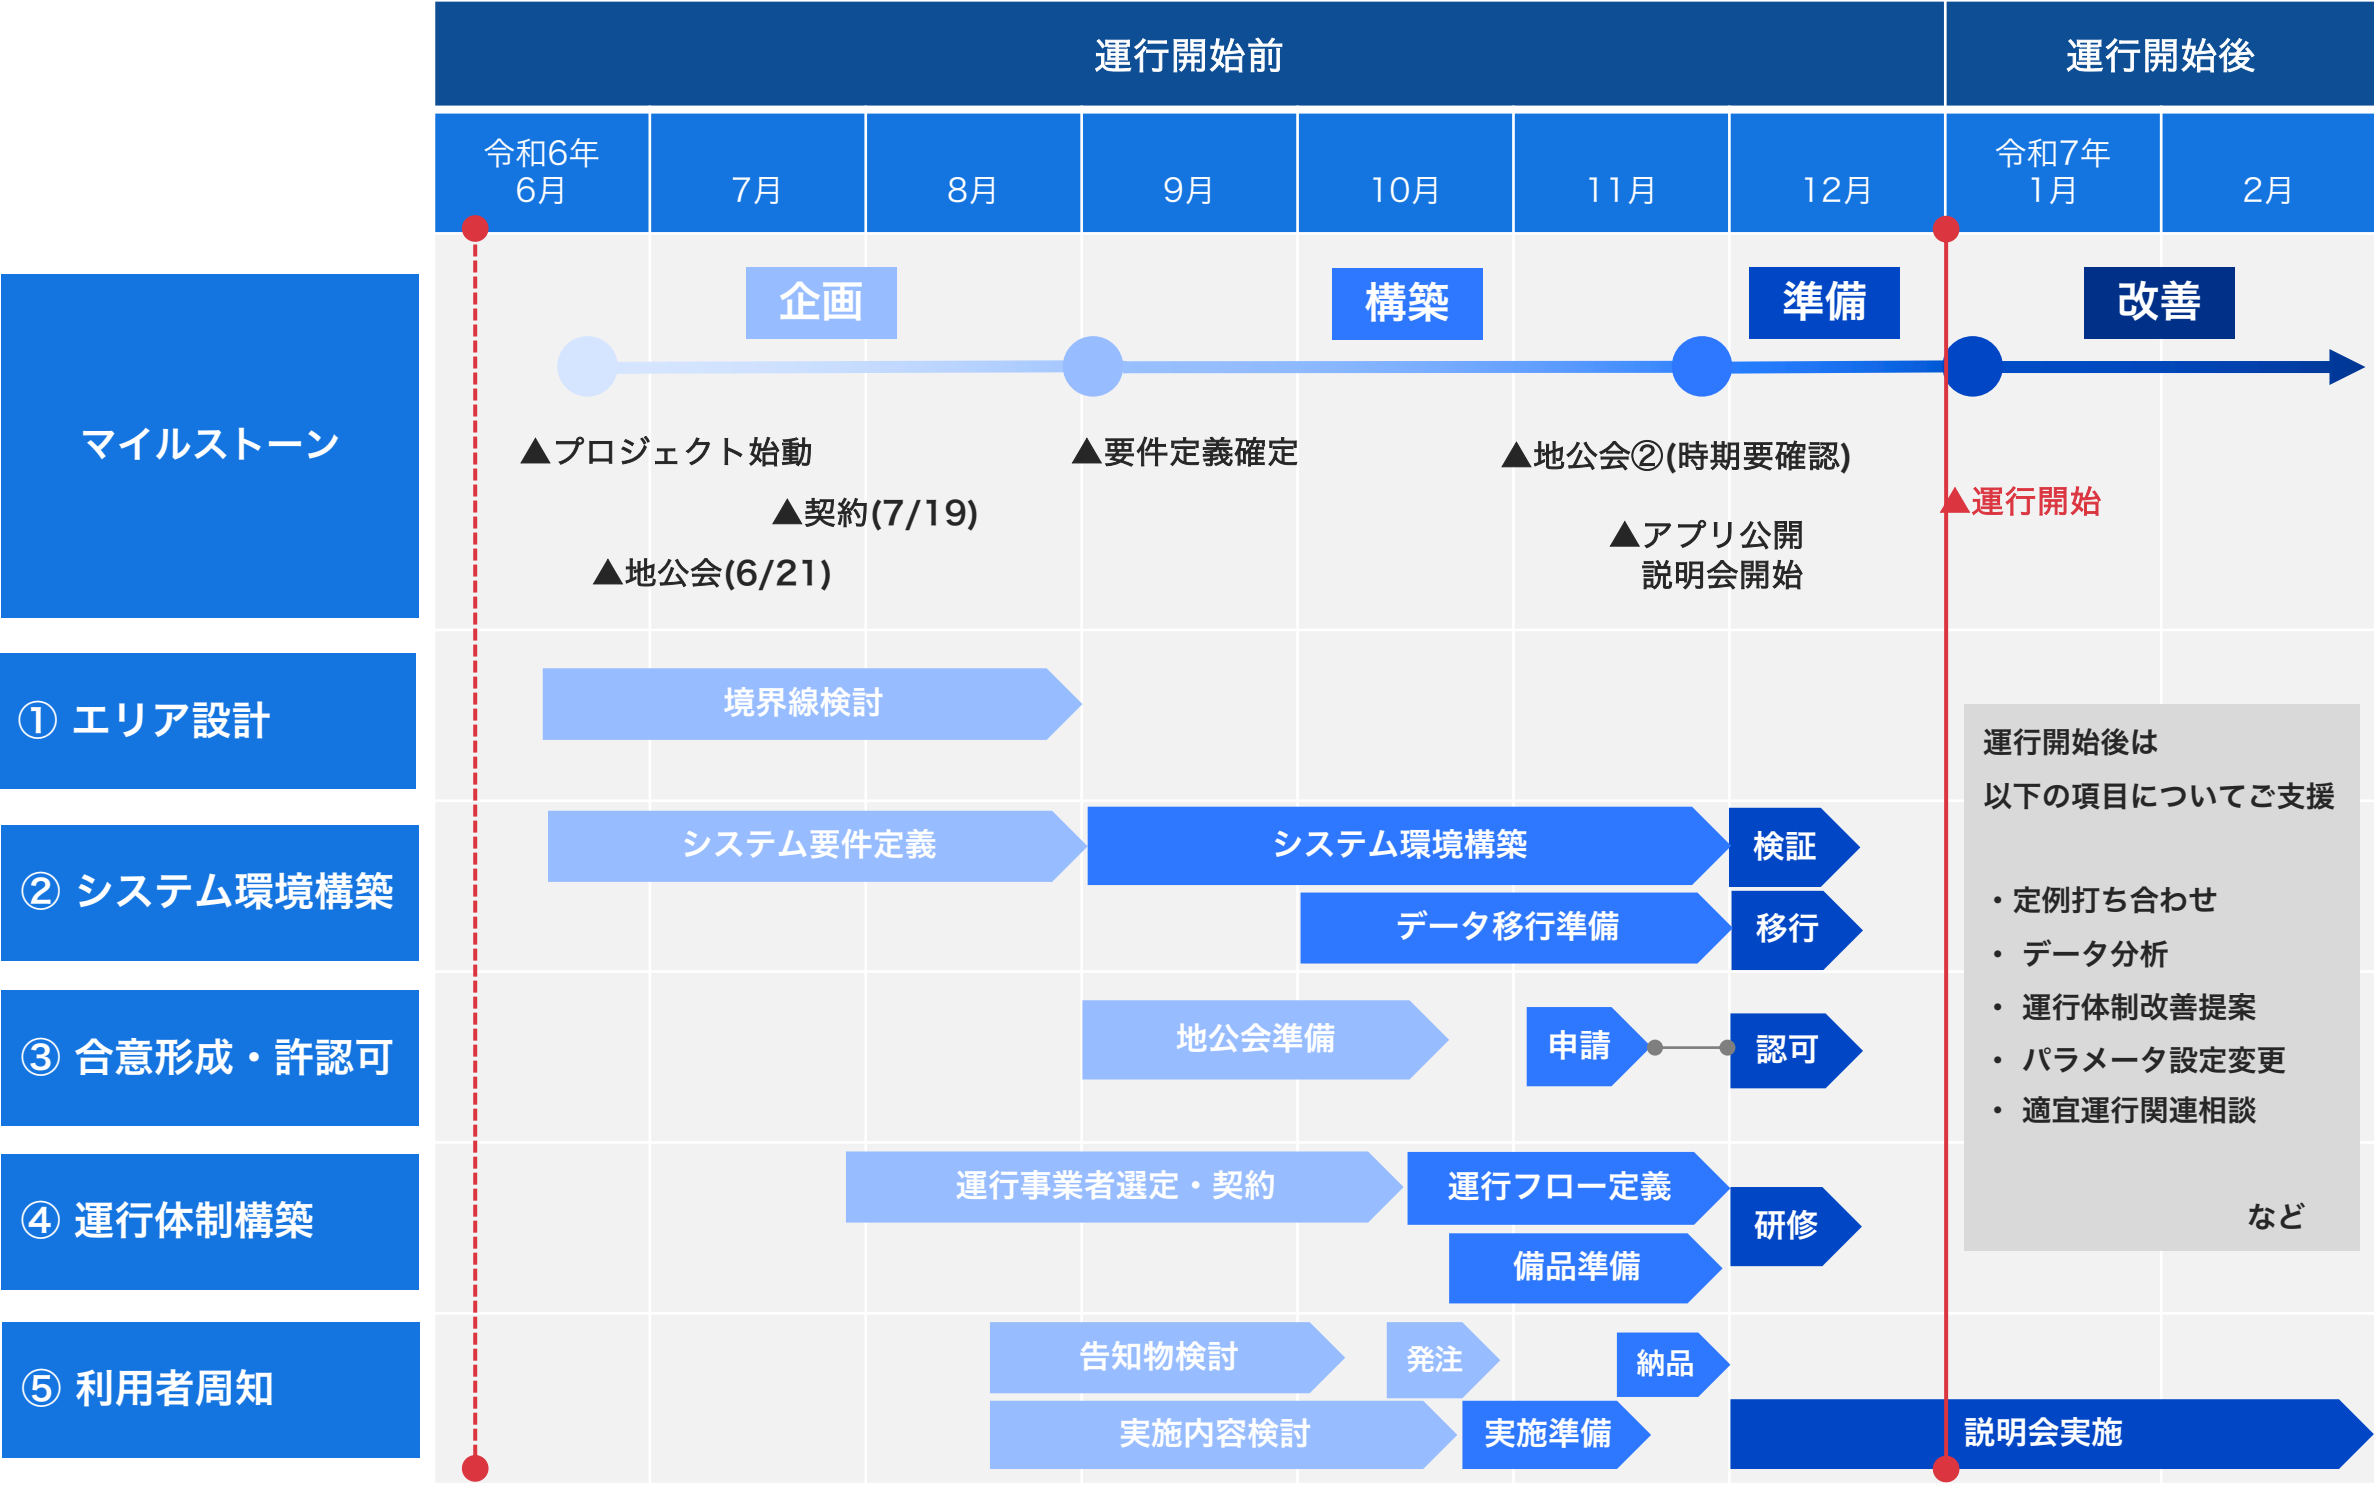 運行開始前
運行開始後
令和6年
6月
7月
8月
9月
10月
11月
12月
令和7年
1月
2月
マイルストーン
企画
構築
準備
改善
▲プロジェクト始動
▲要件定義確定
▲地公会②(時期要確認)
▲運行開始
▲契約(7/19)
▲アプリ公開
説明会開始
▲地公会(6/21)
① エリア設計
境界線検討
② システム環境構築
システム要件定義
システム環境構築
検証
データ移行準備
移行
③ 合意形成・許認可
地公会準備
申請
認可
④ 運行体制構築
運行事業者選定・契約
運行フロー定義
研修
備品準備
⑤ 利用者周知
告知物検討
発注
納品
実施内容検討
実施準備
説明会実施
運行開始後は
以下の項目についてご支援
・定例打ち合わせ
・ データ分析
・ 運行体制改善提案
・ パラメータ設定変更
・ 適宜運行関連相談
など